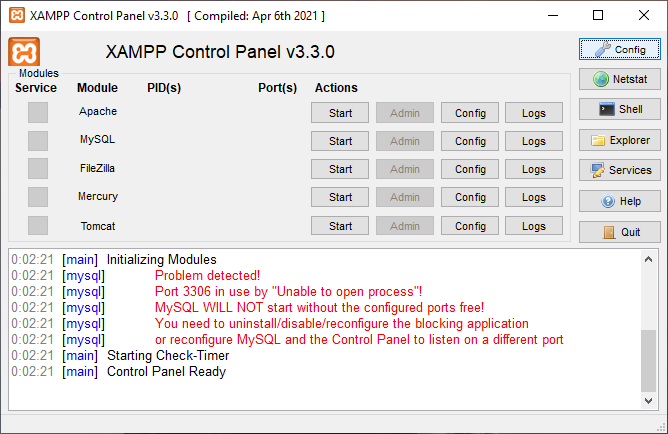 XAMPP Control Panel v3.3.0 [ Compiled: Apr 6th 2021 ]
XAMPP Control Panel v3.3.0
Config
Modules
Service Module PID(s) Port(s) Actions
Netstat
Apache Start Admin Config Logs
Shell
MySQL Start Admin Config Logs
Explorer
FileZilla Start Admin Config Logs
Services
Mercury Start Admin Config Logs
Help
Tomcat Start Admin Config Logs
Quit
0:02:21 [main] Initializing Modules
0:02:21 [mysql] Problem detected!
0:02:21 [mysql] Port 3306 in use by "Unable to open process"!
0:02:21 [mysql] MySQL WILL NOT start without the configured ports free!
0:02:21 [mysql] You need to uninstall/disable/reconfigure the blocking application
0:02:21 [mysql] or reconfigure MySQL and the Control Panel to listen on a different port
0:02:21 [main] Starting Check-Timer
0:02:21 [main] Control Panel Ready